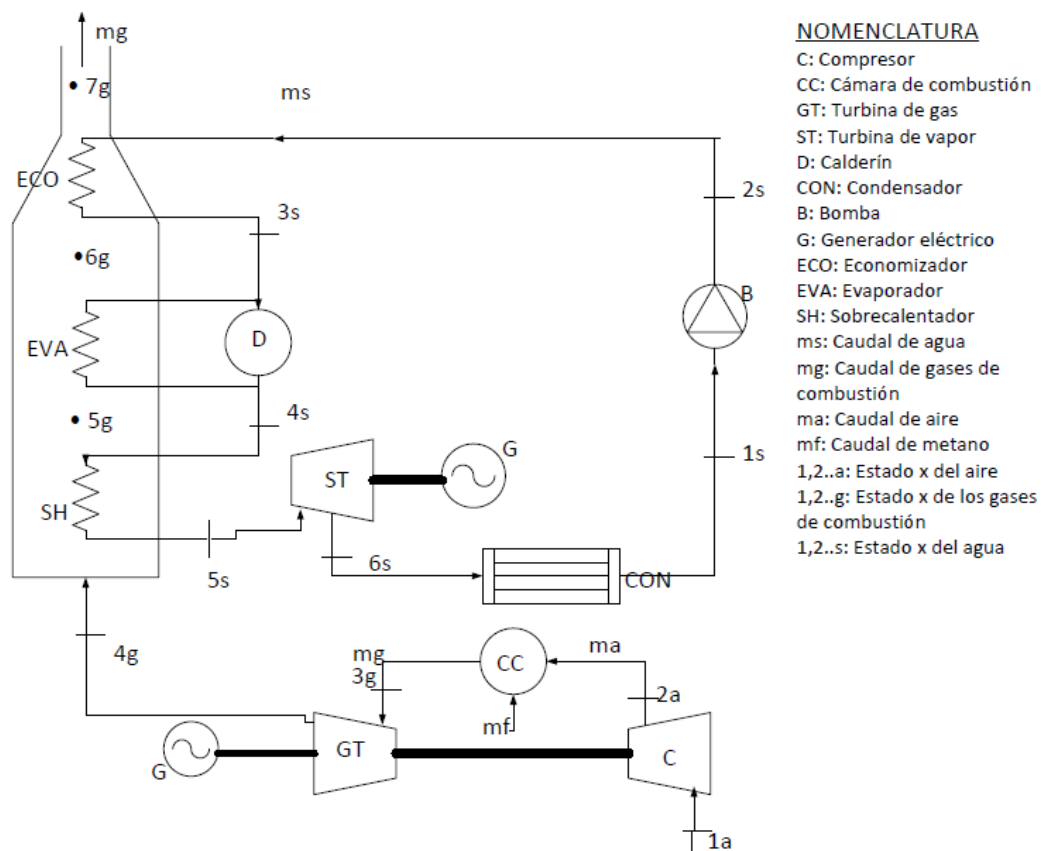 mg
7g
ms
ECO
2s
3s
6g
B
EVA
D
5g
4s
1s
ST
G
SH
5s
6s
CON
4g
mg
3g
CC
ma
mf
2a
G
GT
C
1a
NOMENCLATURA
C: Compresor
CC: Cámara de combustión
GT: Turbina de gas
ST: Turbina de vapor
D: Calderín
CON: Condensador
B: Bomba
G: Generador eléctrico
ECO: Economizador
EVA: Evaporador
SH: Sobrecalentador
ms: Caudal de agua
mg: Caudal de gases de
combustión
ma: Caudal de aire
mf: Caudal de metano
1,2..a: Estado x del aire
1,2..g: Estado x de los gases
de combustión
1,2..s: Estado x del agua